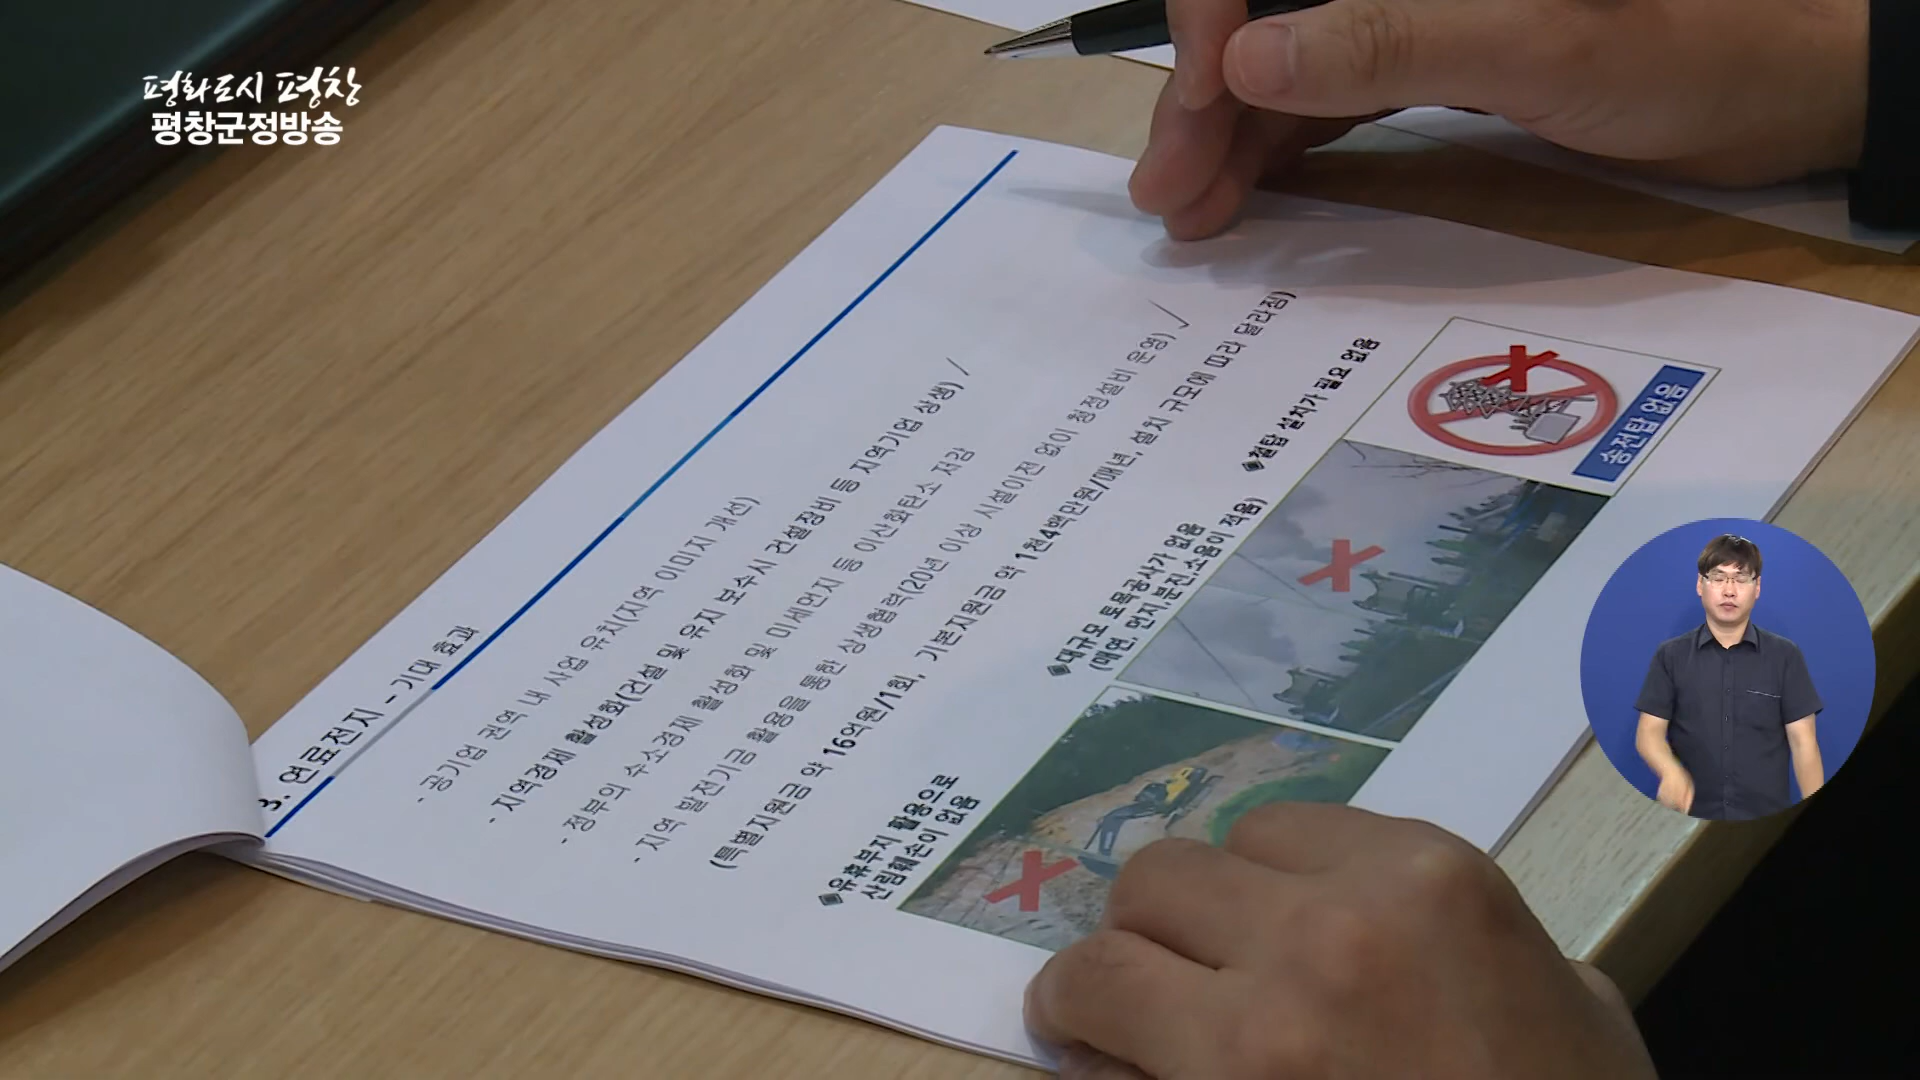 평화도시 평창
평창군정방송
3. 연료전지 - 기대 효과
- 공기업 권역 내 사업 유치(지역 이미지 개선)
- 지역경제 활성화(건설 및 유지 보수시 건설장비 등 지역기업 상생)
- 정부의 수소경제 활성화 및 미세먼지 등 이산화탄소 저감
- 지역 발전기금 활용을 통한 상생협력(20년 이상 시설이전 없이 청정설비 운영)
(특별지원금 약 16억원/1회, 기본지원금 약 1천4백만원/매년, 설치 규모에 따라 달라짐)
◈유휴부지 활용으로
산림훼손이 없음
◈대규모 토목공사가 없음
(매연, 먼지,분진,소음이 적음)
◈철탑 설치가 필요 없음
송전탑 없음